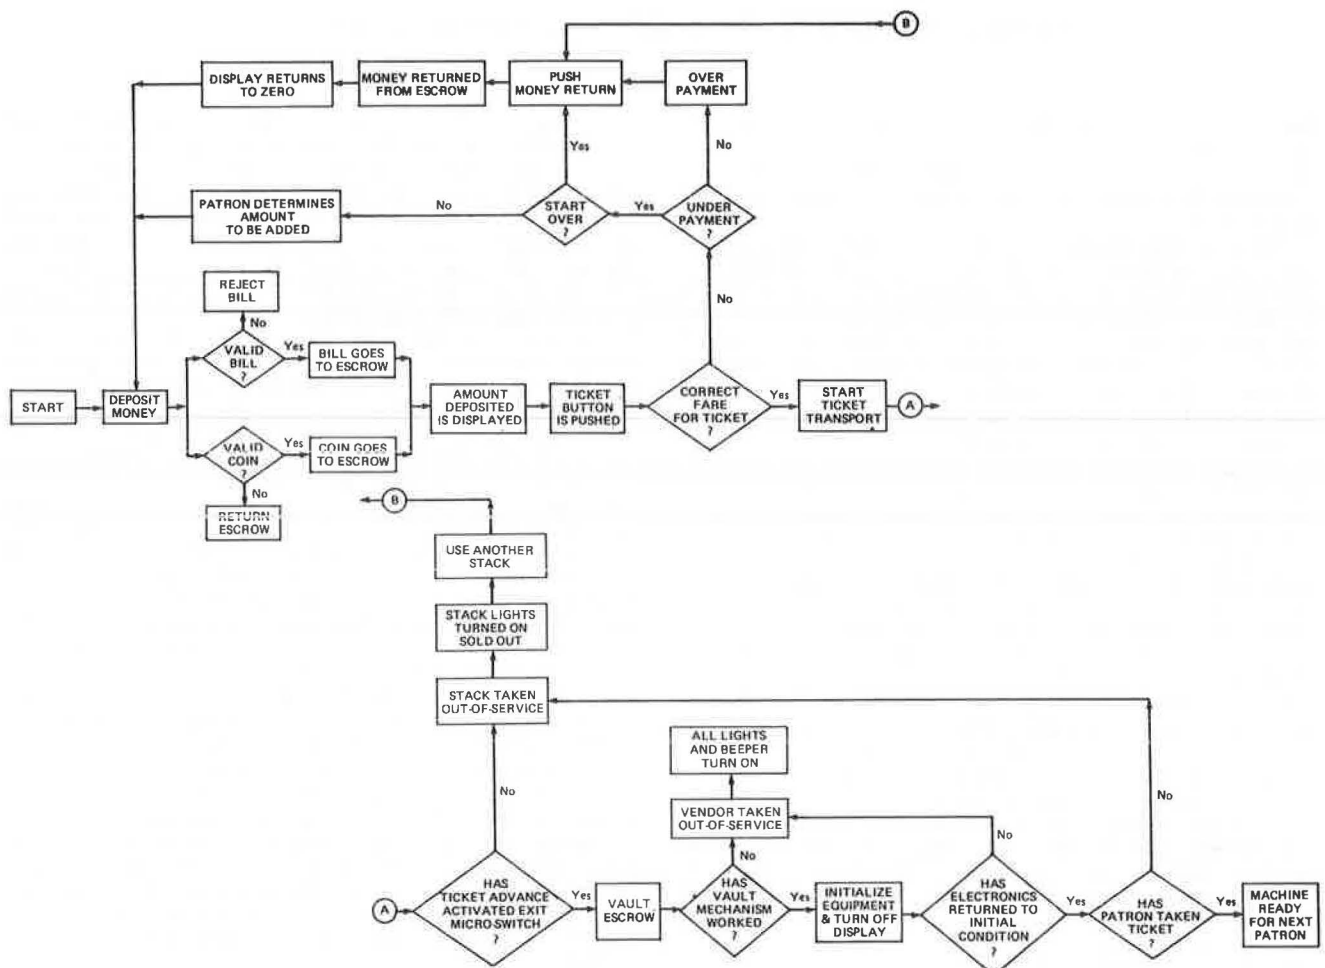 B
DISPLAY RETURNS
TO ZERO
MONEY RETURNED
FROM ESCROW
PUSH
MONEY RETURN
OVER
PAYMENT
Yes
No
PATRON DETERMINES
AMOUNT
TO BE ADDED
No
START
OVER
?
Yes
UNDER
PAYMENT
?
REJECT
BILL
No
No
VALID
BILL
?
Yes
BILL GOES
TO ESCROW
START
DEPOSIT
MONEY
AMOUNT
DEPOSITED
IS DISPLAYED
TICKET
BUTTON
IS PUSHED
CORRECT
FARE
FOR TICKET
?
Yes
START
TICKET
TRANSPORT
A
VALID
COIN
?
Yes
COIN GOES
TO ESCROW
No
RETURN
ESCROW
B
USE ANOTHER
STACK
STACK LIGHTS
TURNED ON
SOLD OUT
STACK TAKEN
OUT-OF-SERVICE
ALL LIGHTS
AND BEEPER
TURN ON
No
No
VENDOR TAKEN
OUT-OF-SERVICE
No
No
A
HAS
TICKET ADVANCE
ACTIVATED EXIT
MICRO-SWITCH
?
Yes
VAULT
ESCROW
HAS
VAULT
MECHANISM
WORKED
?
Yes
INITIALIZE
EQUIPMENT
& TURN OFF
DISPLAY
HAS
ELECTRONICS
RETURNED TO
INITIAL
CONDITION
?
Yes
HAS
PATRON TAKEN
TICKET
?
Yes
MACHINE
READY
FOR NEXT
PATRON